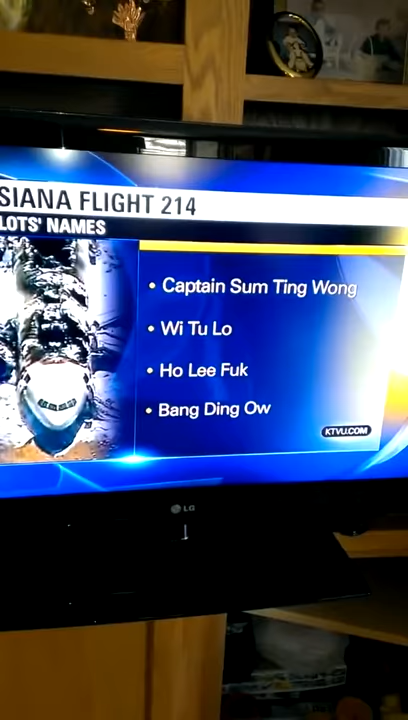 SIANA FLIGHT 214
LOTS' NAMES
• Captain Sum Ting Wong
• Wi Tu Lo
• Ho Lee Fuk
• Bang Ding Ow
KTVU.COM
LG